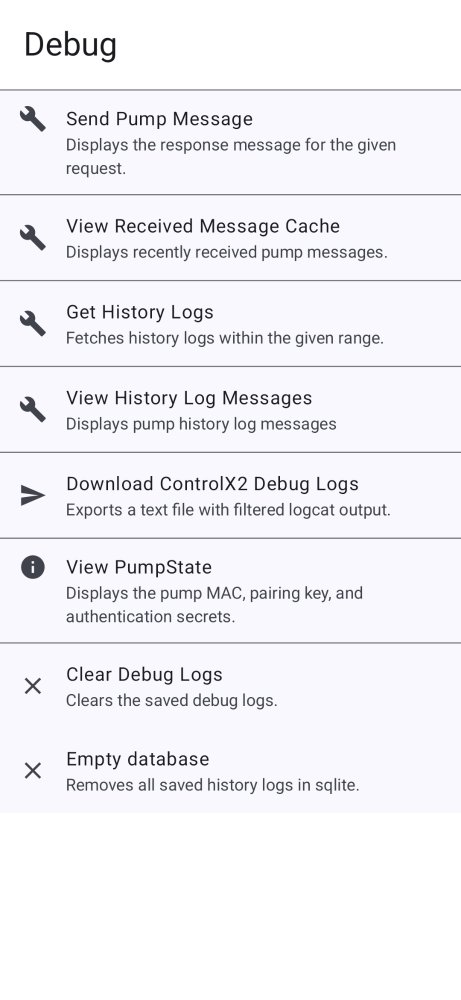 Debug
Send Pump Message
Displays the response message for the given
request.
View Received Message Cache
Displays recently received pump messages.
Get History Logs
Fetches history logs within the given range.
View History Log Messages
Displays pump history log messages
Download ControlX2 Debug Logs
Exports a text file with filtered logcat output.
View PumpState
Displays the pump MAC, pairing key, and
authentication secrets.
Clear Debug Logs
Clears the saved debug logs.
Empty database
Removes all saved history logs in sqlite.